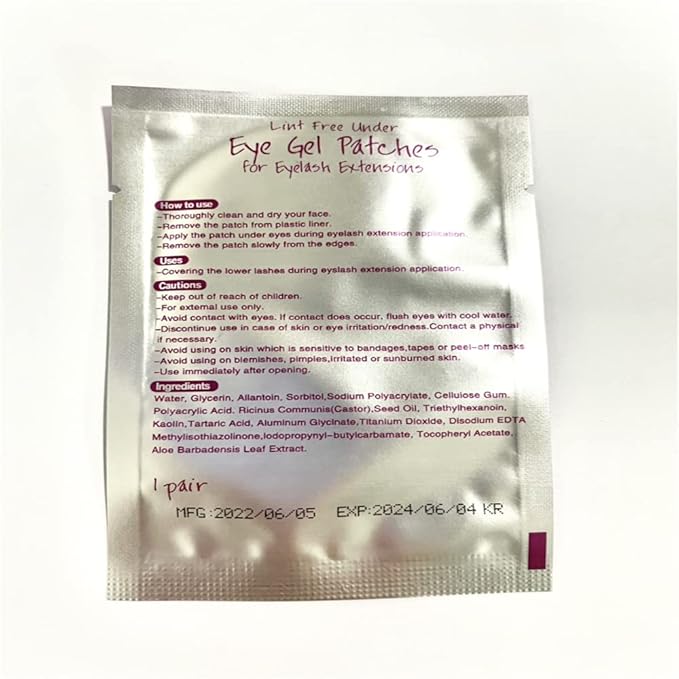 Lint Free Under
Eye Gel Patches
for Eyelash Extensions
How to use
-Thoroughly clean and dry your face.
-Remove the patch from plastic liner.
-Apply the patch under eyes during eyelash extension application.
-Remove the patch slowly from the edges.
Uses
-Covering the lower lashes during eyslash extension application.
Cautions
-Keep out of reach of children.
-For external use only.
-Avoid contact with eyes. If contact does occur, flush eyes with cool water.
-Discontinue use in case of skin or eye irritation/redness.Contact a physical
if necessary.
-Avoid using on skin which is sensitive to bandages,tapes or peel-off masks
-Avoid using on blemishes, pimples,irritated or sunburned skin.
-Use immediately after opening.
Ingredients
Water, Glycerin, Allantoin, Sorbitol,Sodium Polyacrylate, Cellulose Gum.
Polyacrylic Acid. Ricinus Communis(Castor),Seed Oil, Triethylhexanoin,
Kaolin,Tartaric Acid, Aluminum Glycinate,Titanium Dioxide, Disodium EDTA
Methylisothiazolinone,Iodopropynyl-butylcarbamate, Tocopheryl Acetate,
Aloe Barbadensis Leaf Extract.
1 pair
MFG:2022/06/05 EXP:2024/06/04 KR